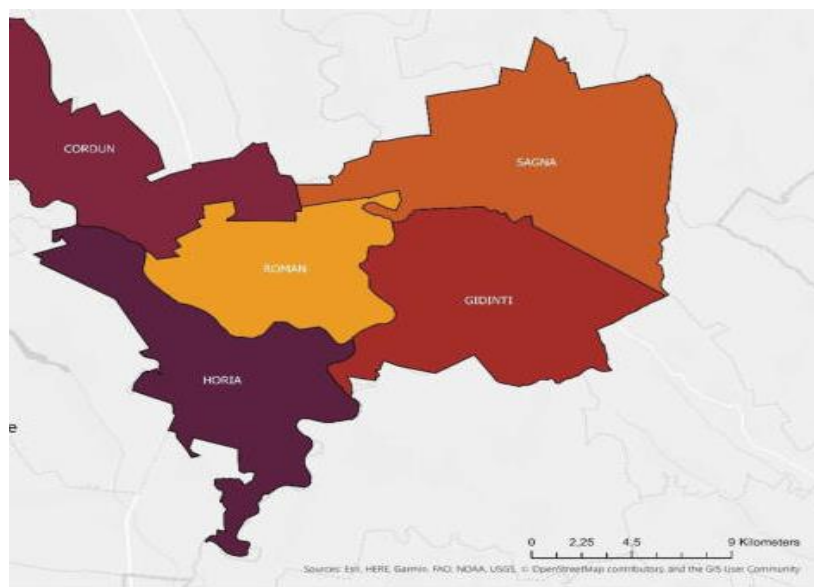 CORDUN
SAGNA
ROMAN
GIDINTI
HORIA
e
0 2,25 4,5 9 Kilometers
Sources: Esri, HERE, Garmin, FAO, NOAA, USGS, © OpenStreetMap contributors, and the GIS User Community